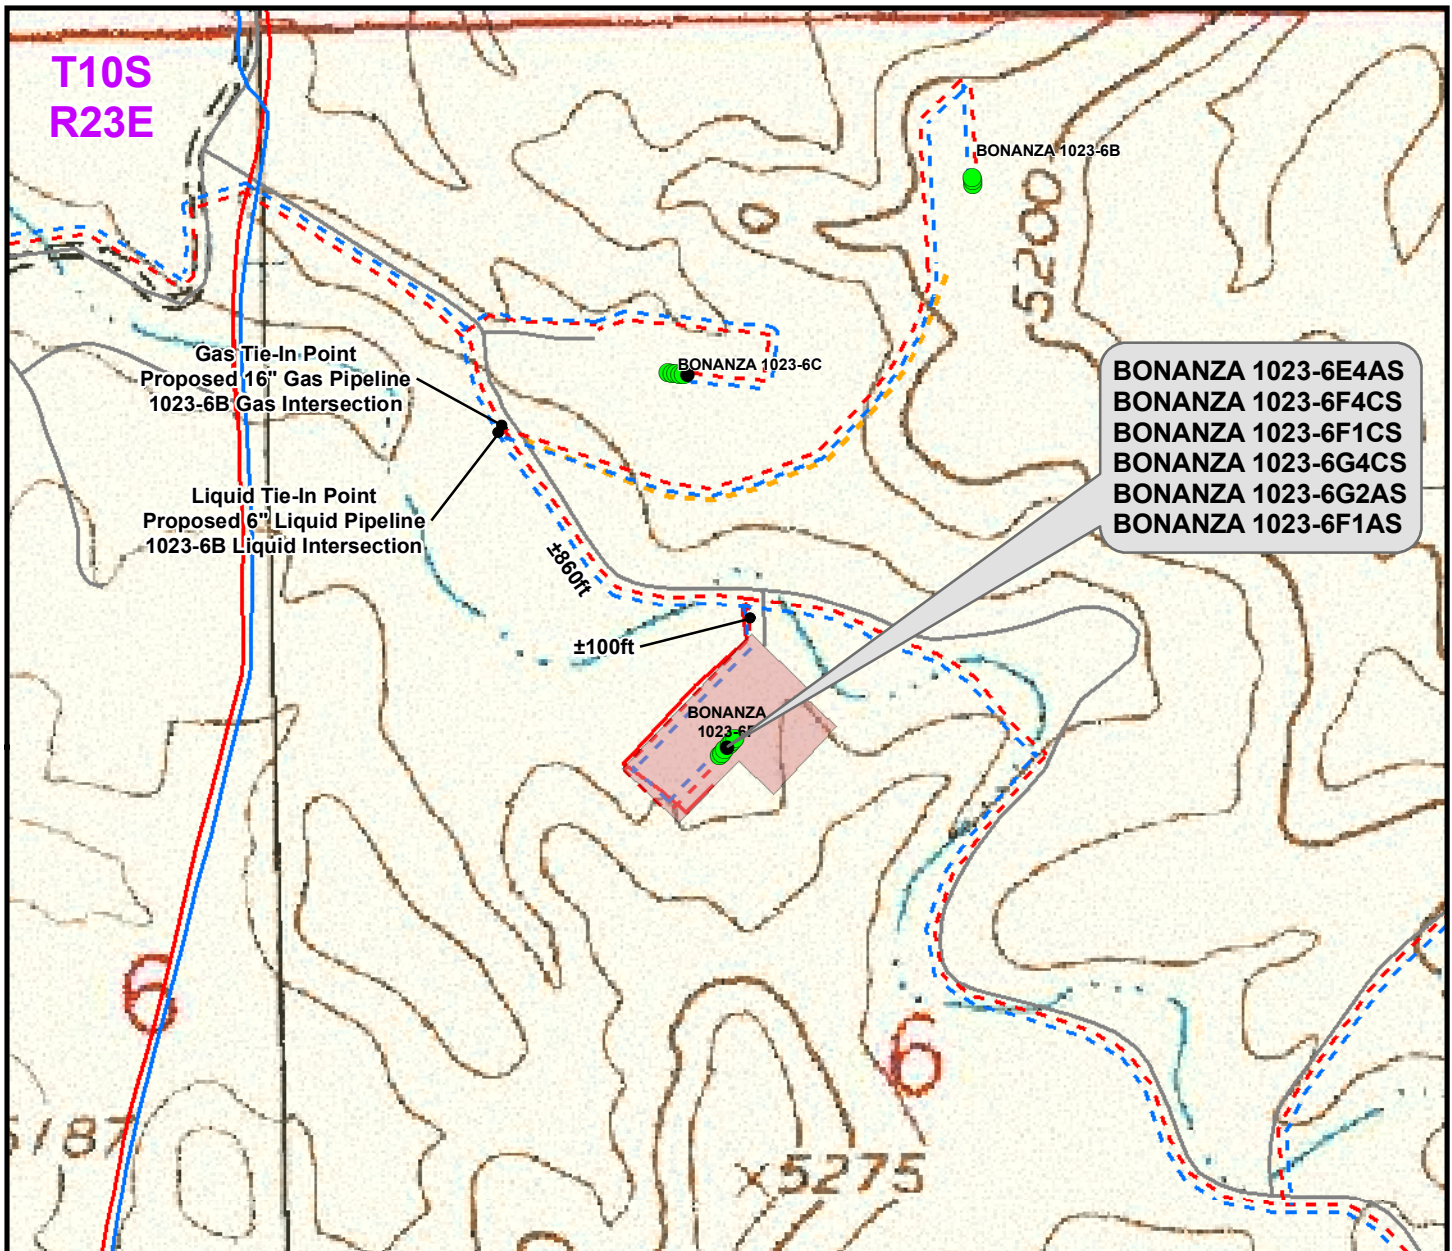 T10S
R23E
BONANZA 1023-6B
5200
Gas Tie-In Point
Proposed 16" Gas Pipeline
1023-6B Gas Intersection
BONANZA 1023-6C
BONANZA 1023-6E4AS
BONANZA 1023-6F4CS
BONANZA 1023-6F1CS
BONANZA 1023-6G4CS
BONANZA 1023-6G2AS
BONANZA 1023-6F1AS
Liquid Tie-In Point
Proposed 6" Liquid Pipeline
1023-6B Liquid Intersection
±860ft
±100ft
BONANZA
1023-6F
6
6
5187
x5275